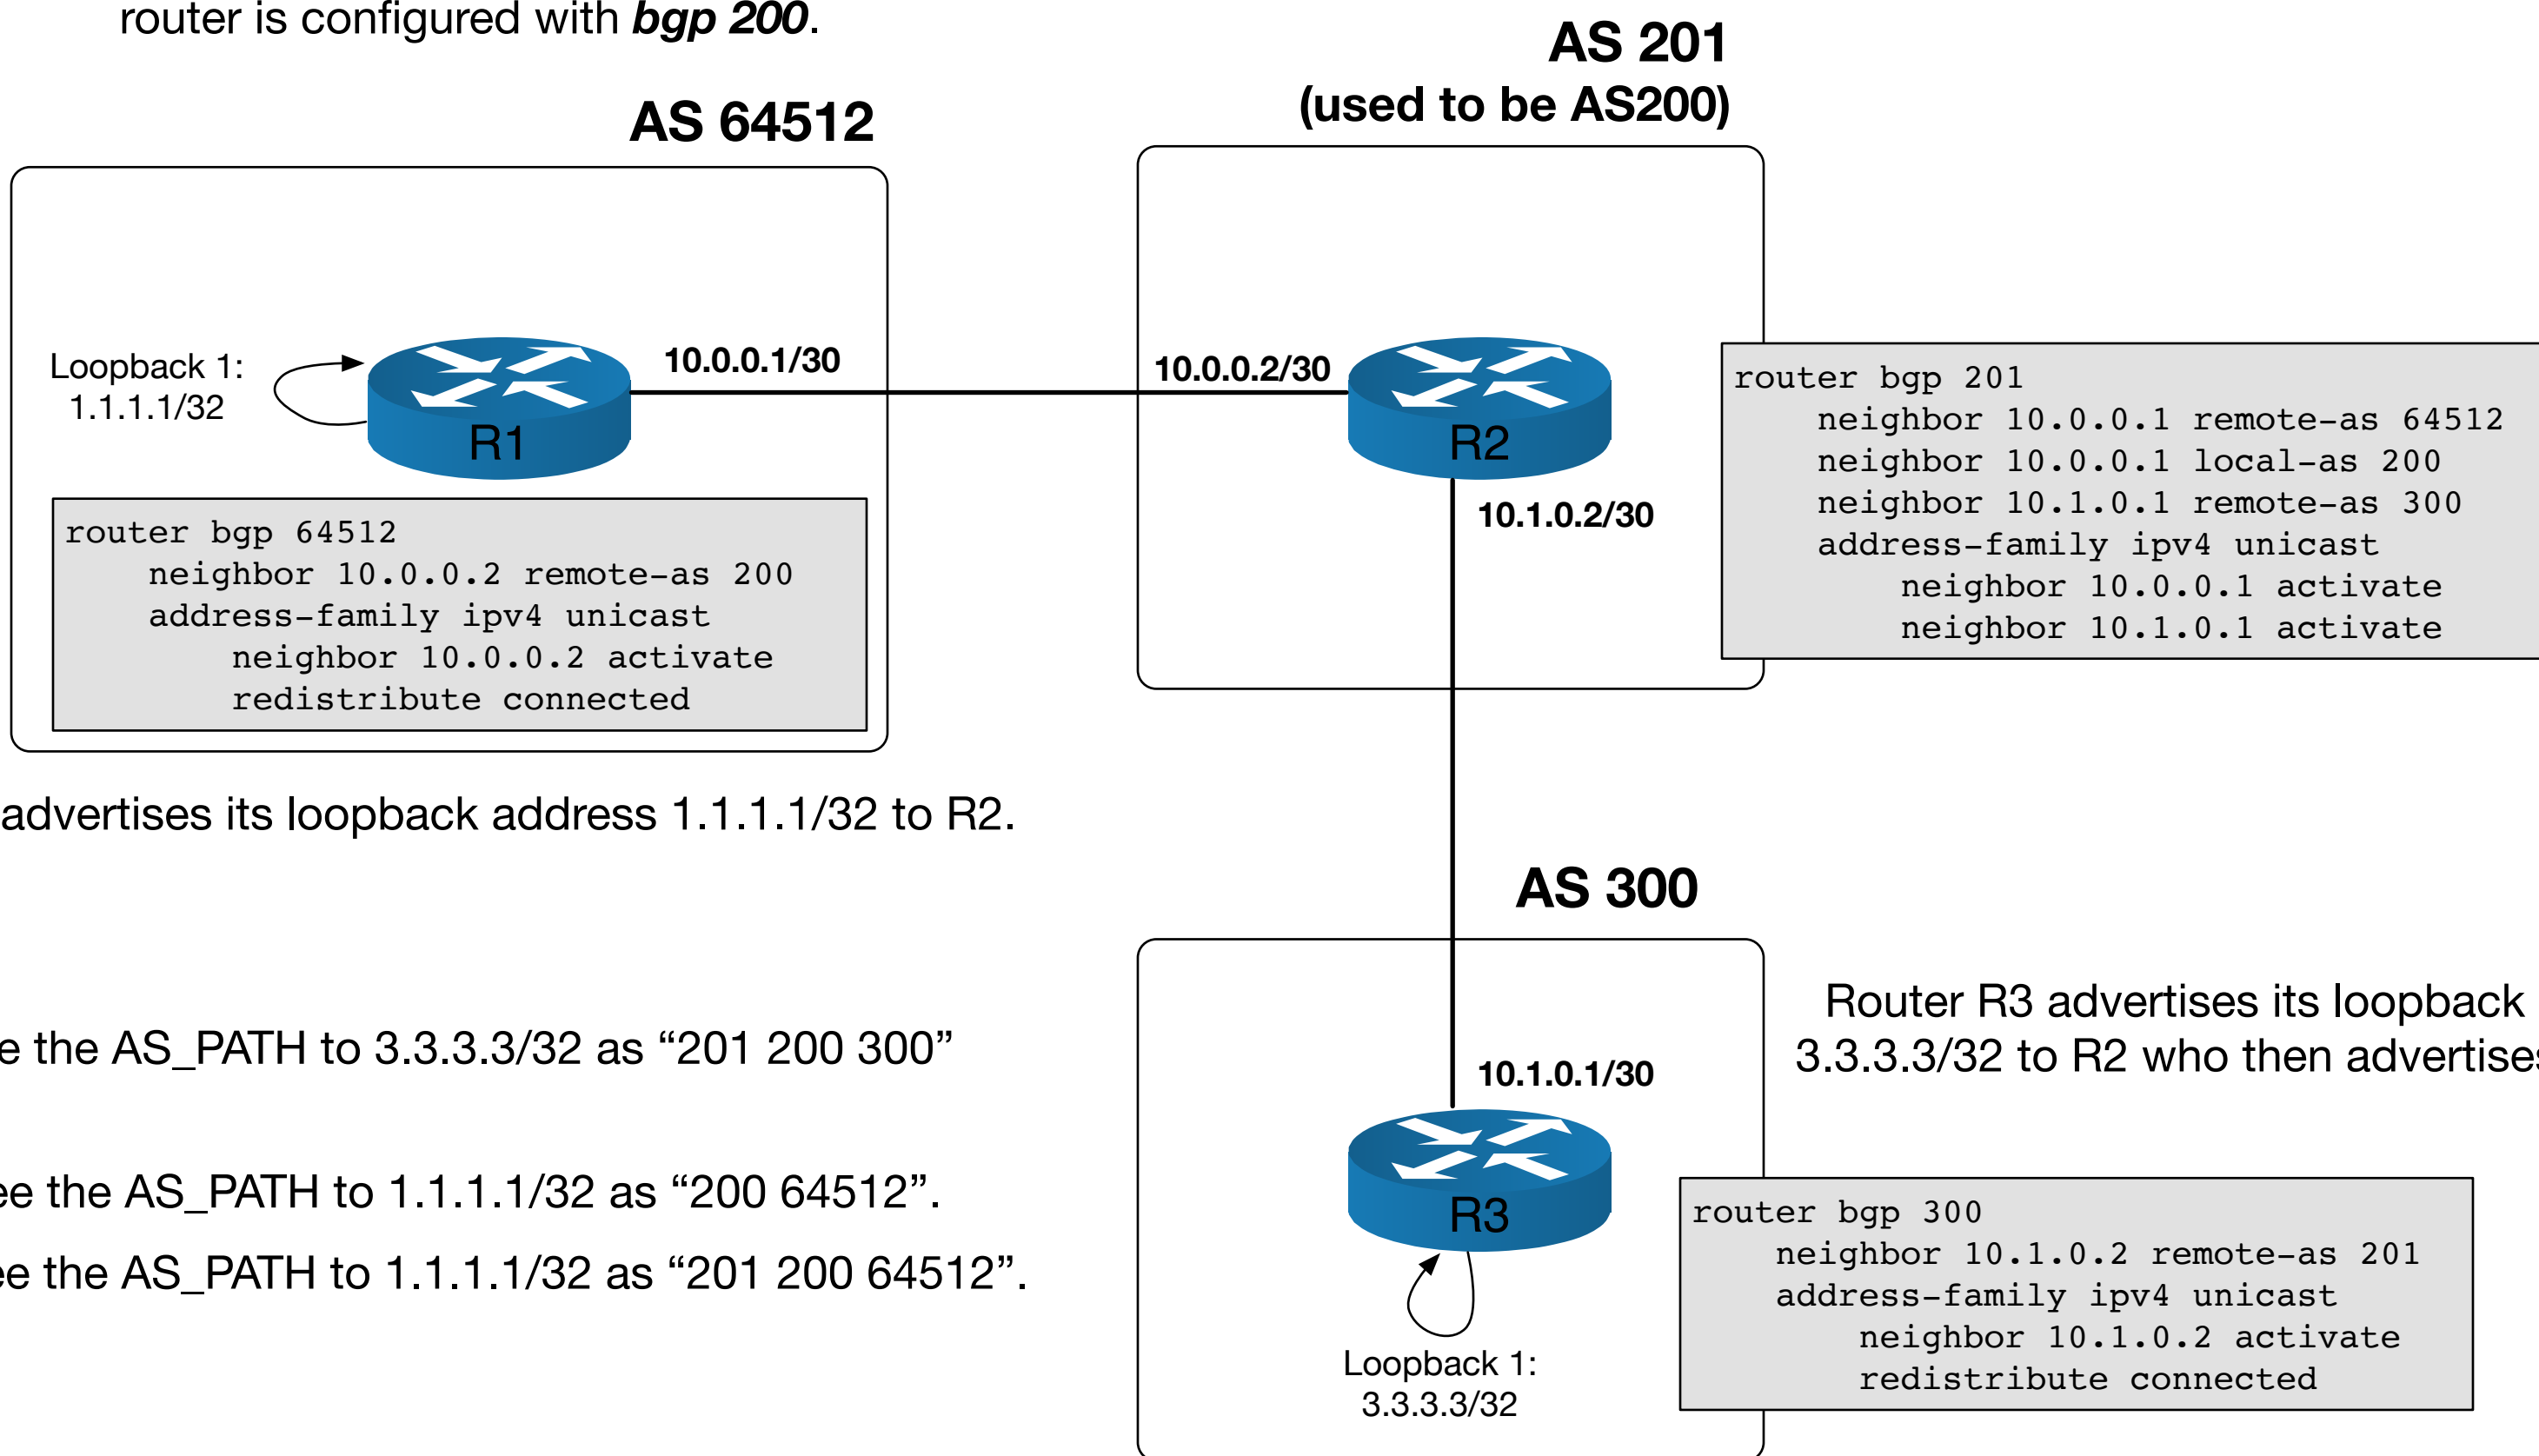 router is configured with bgp 200.
AS 201
(used to be AS200)
AS 64512
Loopback 1:
1.1.1.1/32
R1
10.0.0.1/30
10.0.0.2/30
R2
10.1.0.2/30
router bgp 64512
neighbor 10.0.0.2 remote-as 200
address-family ipv4 unicast
neighbor 10.0.0.2 activate
redistribute connected
router bgp 201
neighbor 10.0.0.1 remote-as 64512
neighbor 10.0.0.1 local-as 200
neighbor 10.1.0.1 remote-as 300
address-family ipv4 unicast
neighbor 10.0.0.1 activate
neighbor 10.1.0.1 activate
advertises its loopback address 1.1.1.1/32 to R2.
AS 300
e the AS_PATH to 3.3.3.3/32 as “201 200 300”
ee the AS_PATH to 1.1.1.1/32 as “200 64512”.
ee the AS_PATH to 1.1.1.1/32 as “201 200 64512”.
10.1.0.1/30
R3
Loopback 1:
3.3.3.3/32
Router R3 advertises its loopback
3.3.3.3/32 to R2 who then advertises
router bgp 300
neighbor 10.1.0.2 remote-as 201
address-family ipv4 unicast
neighbor 10.1.0.2 activate
redistribute connected